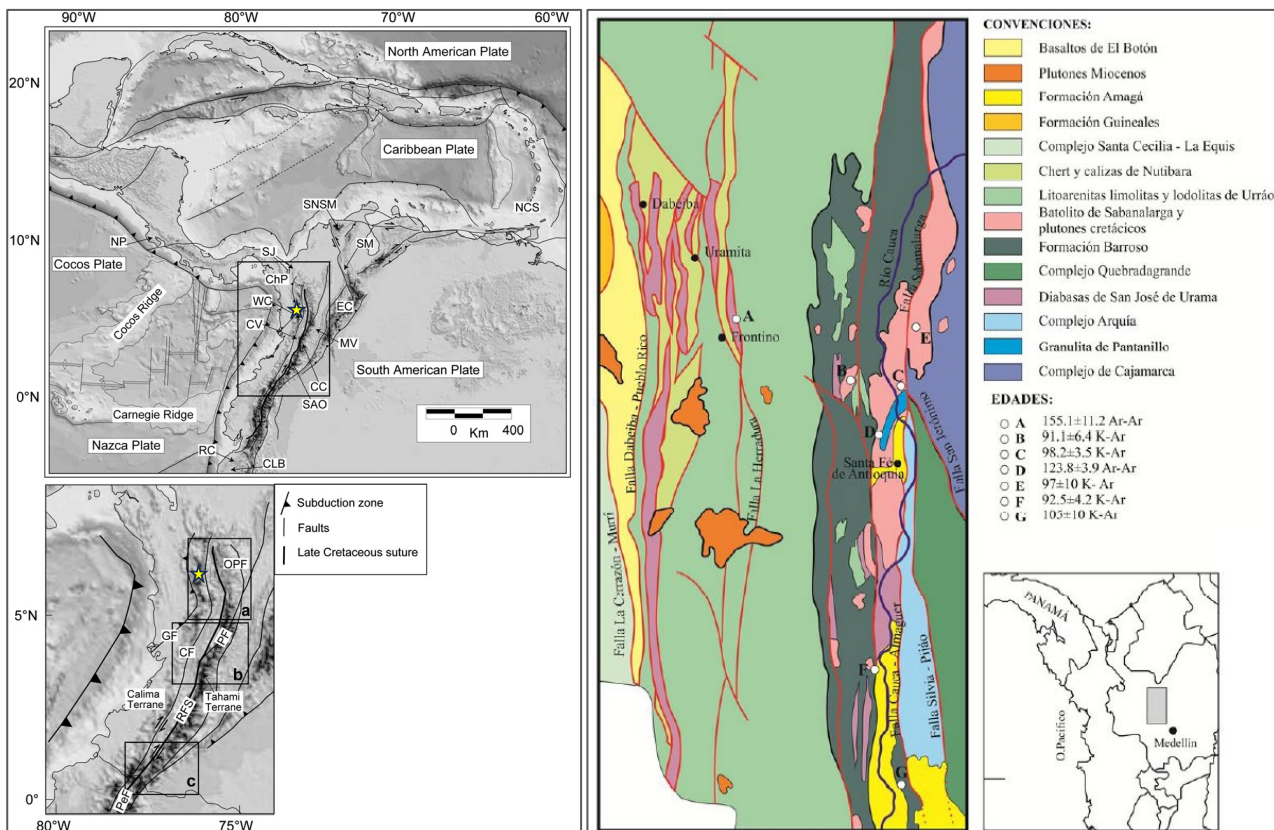 90°W
80°W
70°W
60°W
North American Plate
20°N
Caribbean Plate
SNSM
NCS
10°N
NP
SM
SJ
Cocos Plate
ChP
WC
EC
Cocos Ridge
CV
MV
South American Plate
CC
0°N
SAO
Carnegie Ridge
0 Km 400
Nazca Plate
RC
CLB
Subduction zone
Faults
Late Cretaceous suture
OPF
5°N
a
GF
PF
CF
b
Calima
Terrane
Tahami
Terrane
RFS
c
0°
PeF
80°W
75°W
Dabeiba
Uramita
A
Frontino
B
C
D
E
F
G
Santa Fé
de Antioquia
Río Cauca
Falla Sabanalarga
Falla Dabeiba - Pueblo Rico
Falla La Herradura
Falla San Jerónimo
Falla La Carrazón - Murrí
Falla Cauca - Almaguer
Falla Silvia - Pijao
CONVENCIONES:
Basaltos de El Botón
Plutones Miocenos
Formación Amagá
Formación Guineales
Complejo Santa Cecilia - La Equis
Chert y calizas de Nutibara
Litoarenitas limolitas y lodolitas de Urráo
Batolito de Sabanalarga y
plutones cretácicos
Formación Barroso
Complejo Quebradagrande
Diabasas de San José de Urama
Complejo Arquía
Granulita de Pantanillo
Complejo de Cajamarca
EDADES:
A 155.1±11.2 Ar-Ar
B 91.1±6.4 K-Ar
C 98.2±3.5 K-Ar
D 123.8±3.9 Ar-Ar
E 97±10 K- Ar
F 92.5±4.2 K-Ar
G 105±10 K-Ar
PANAMÁ
O.Pacifico
Medellín